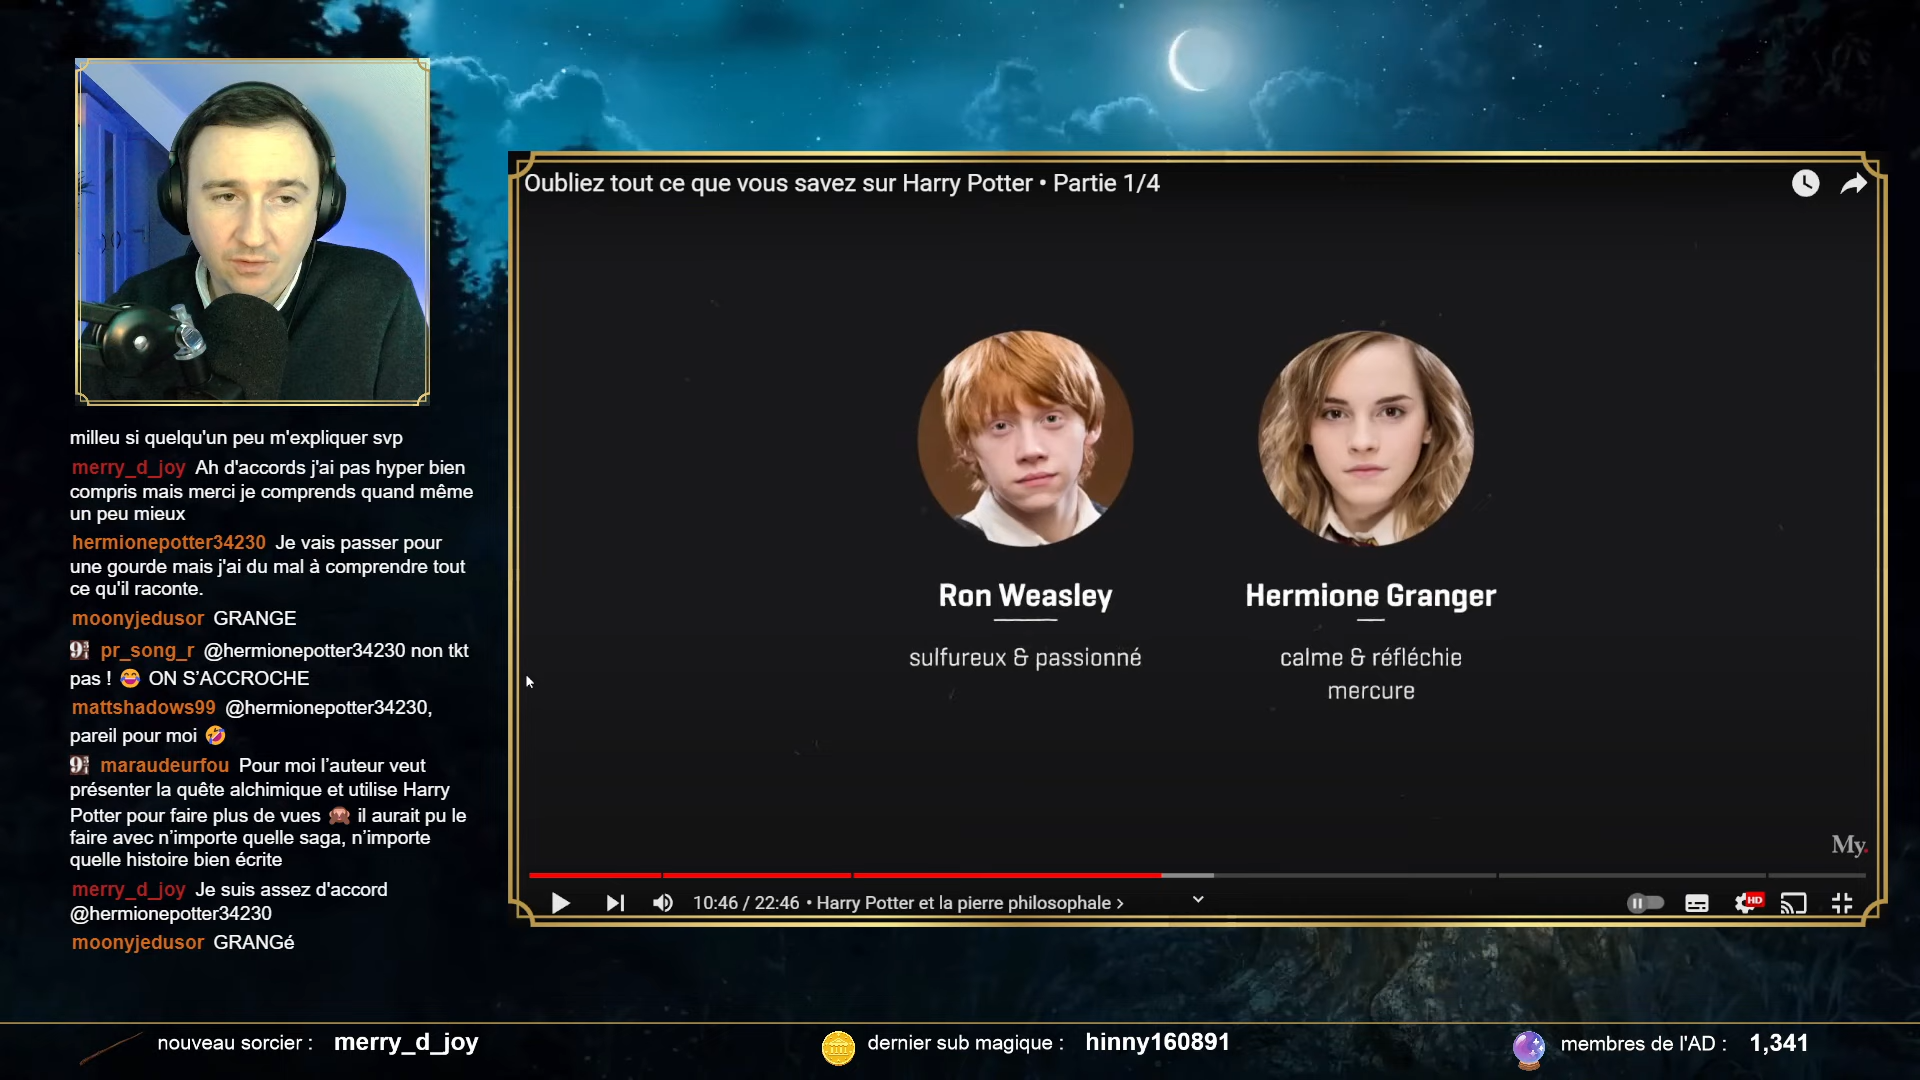 milleu si quelqu'un peu m'expliquer svp
merry_d_joy Ah d'accords j'ai pas hyper bien
compris mais merci je comprends quand même
un peu mieux
hermionepotter34230 Je vais passer pour
une gourde mais j'ai du mal à comprendre tout
ce qu'il raconte.
moonyjedusor GRANGE
pr_song_r @hermionepotter34230 non tkt
pas ! 😂 ON S’ACCROCHE
mattshadows99 @hermionepotter34230,
pareil pour moi 🤣
maraudeurfou Pour moi l’auteur veut
présenter la quête alchimique et utilise Harry
Potter pour faire plus de vues 🙈 il aurait pu le
faire avec n’importe quelle saga, n’importe
quelle histoire bien écrite
merry_d_joy Je suis assez d'accord
@hermionepotter34230
moonyjedusor GRANGé
Oubliez tout ce que vous savez sur Harry Potter • Partie 1/4
Ron Weasley
sulfureux & passionné
Hermione Granger
calme & réfléchie
mercure
My.
10:46 / 22:46 • Harry Potter et la pierre philosophale ›
HD
nouveau sorcier : merry_d_joy
dernier sub magique : hinny160891
membres de l'AD : 1,341